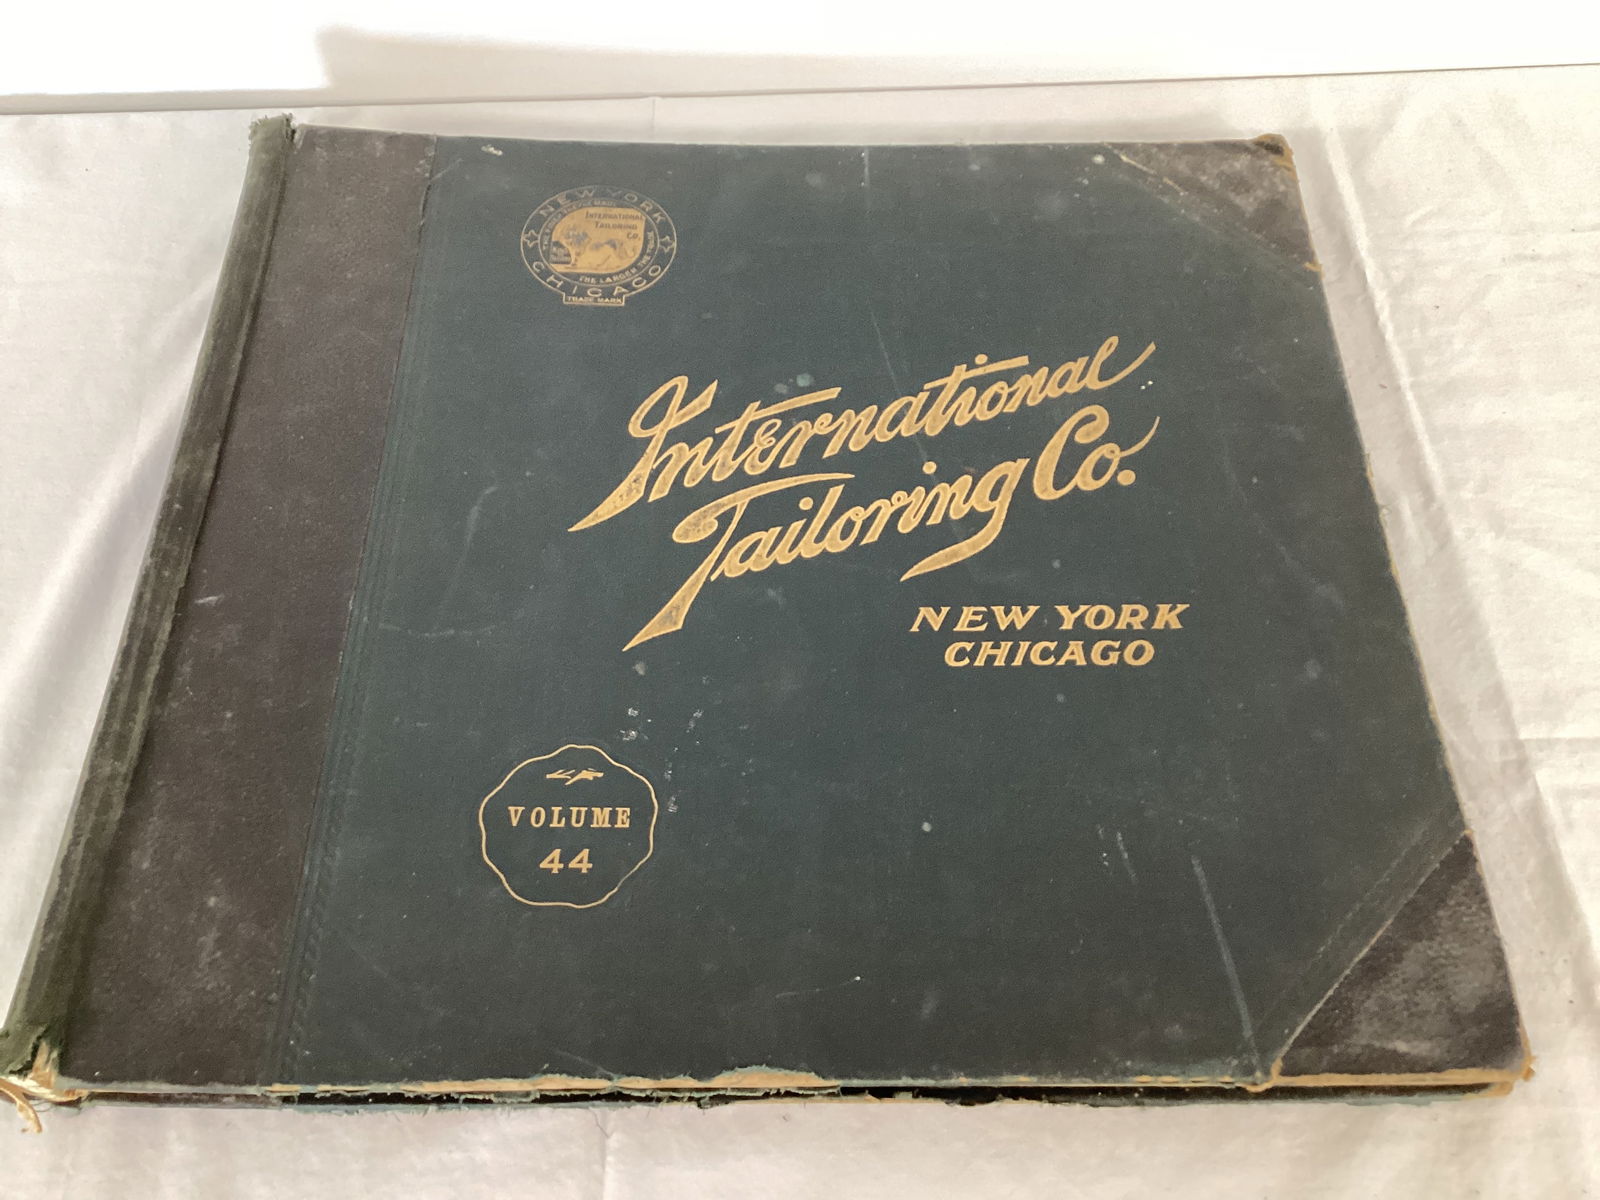 NEW YORK
INTERNATIONAL
TAILORING
CO.
THE LARGER THE TRADE
CHICAGO
TRADE MARK
International
Tailoring Co.
NEW YORK
CHICAGO
VOLUME
44